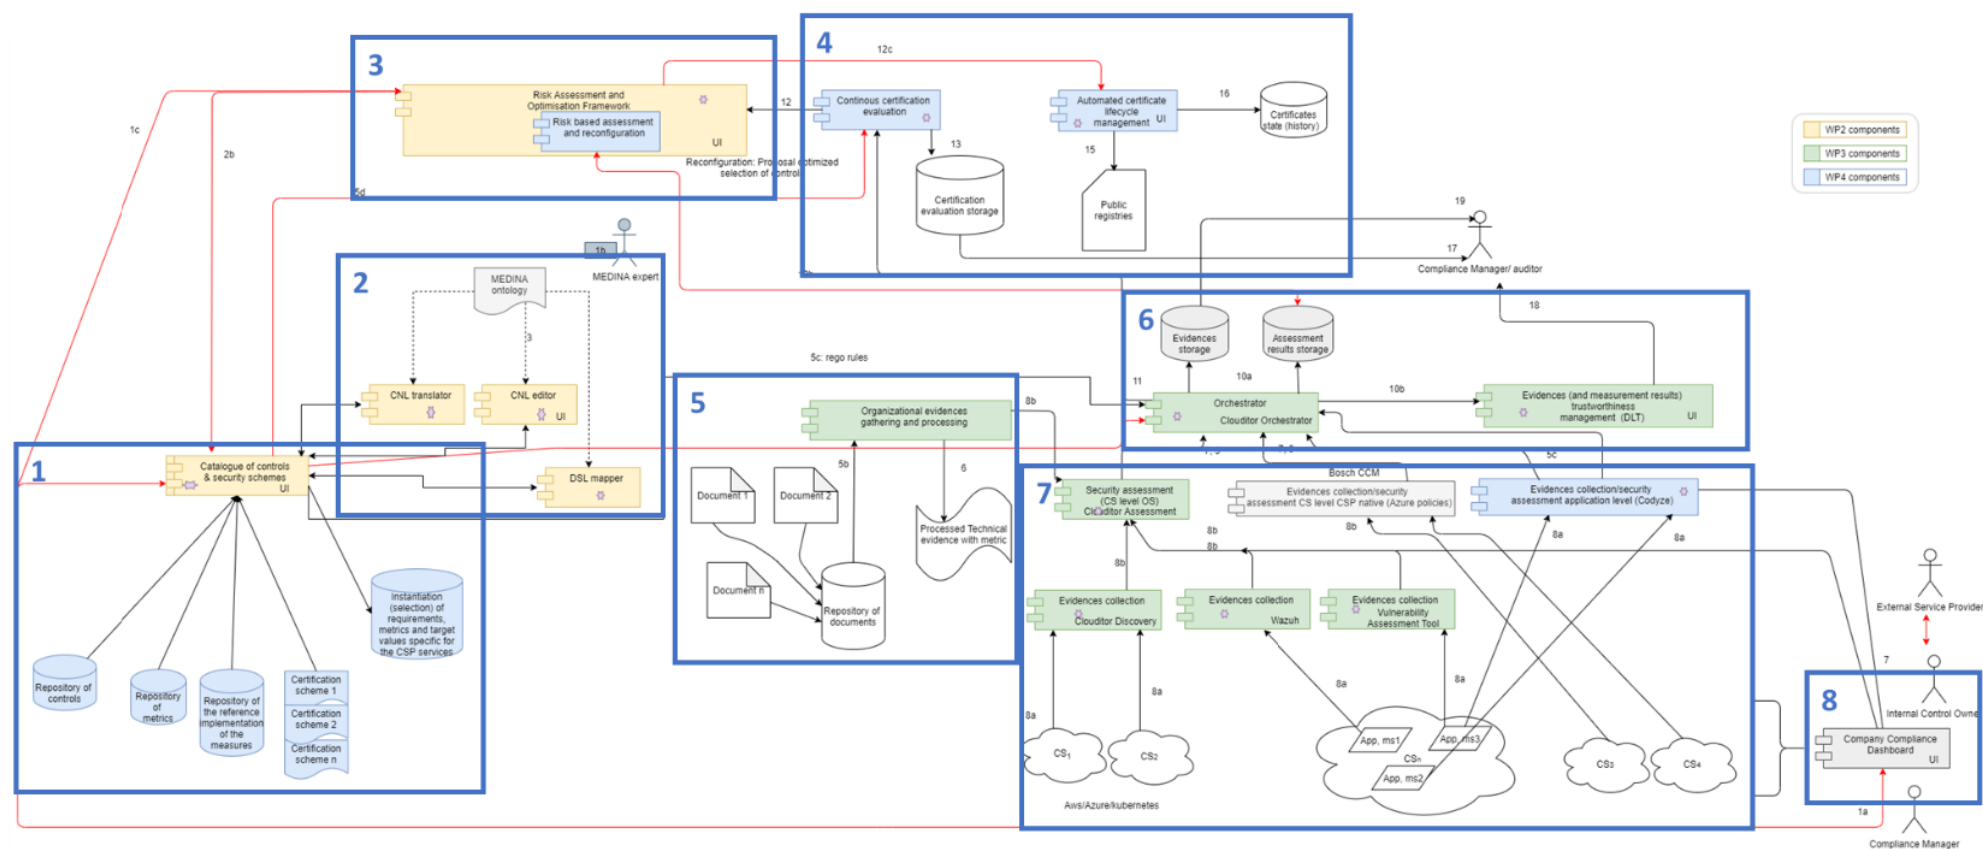 4
12c
3
Risk Assessment and
Optimisation Framework
Risk based assessment
and reconfiguration
UI
12
Continous certification
evaluation
Automated certificate
lifecycle
management
UI
16
Certificates
state (history)
WP2 components
WP3 components
WP4 components
1c
2b
13
15
Reconfiguration: Proposal optimized
selection of control
5d
Certification
evaluation storage
Public
registries
19
17
Compliance Manager/ auditor
1b
MEDINA expert
2
MEDINA
ontology
3
CNL translator
CNL editor
UI
DSL mapper
6
Evidences
storage
Assessment
results storage
18
5c: rego rules
11
10a
10b
Orchestrator
Clouditor Orchestrator
Evidences (and measurement results)
trustworthiness
management (DLT)
UI
5
Organizational evidences
gathering and processing
8b
5b
6
Document 1
Document 2
Document n
Repository of
documents
Processed Technical
evidence with metric
1
Catalogue of controls
& security schemes
UI
Instantiation
(selection) of
requirements,
metrics and target
values specific for
the CSP services
Repository of
controls
Repository
of
metrics
Repository of
the reference
implementation
of the
measures
Certification
scheme 1
Certification
scheme 2
Certification
scheme n
7
5c
Bosch CCM
Security assessment
(CS level OS)
Clouditor Assessment
Evidences collection/security
assessment CS level CSP native (Azure policies)
Evidences collection/security
assessment application level (Codyze)
8b
8b
8b
8a
8a
8b
Evidences collection
Clouditor Discovery
Evidences collection
Wazuh
Evidences collection
Vulnerability
Assessment Tool
8a
8a
8a
8a
CS1
CS2
App, ms1
App, ms3
CSn
App, ms2
CS3
CS4
Aws/Azure/kubernetes
External Service Provider
7
8
Internal Control Owne
Company Compliance
Dashboard
UI
1a
Compliance Manager